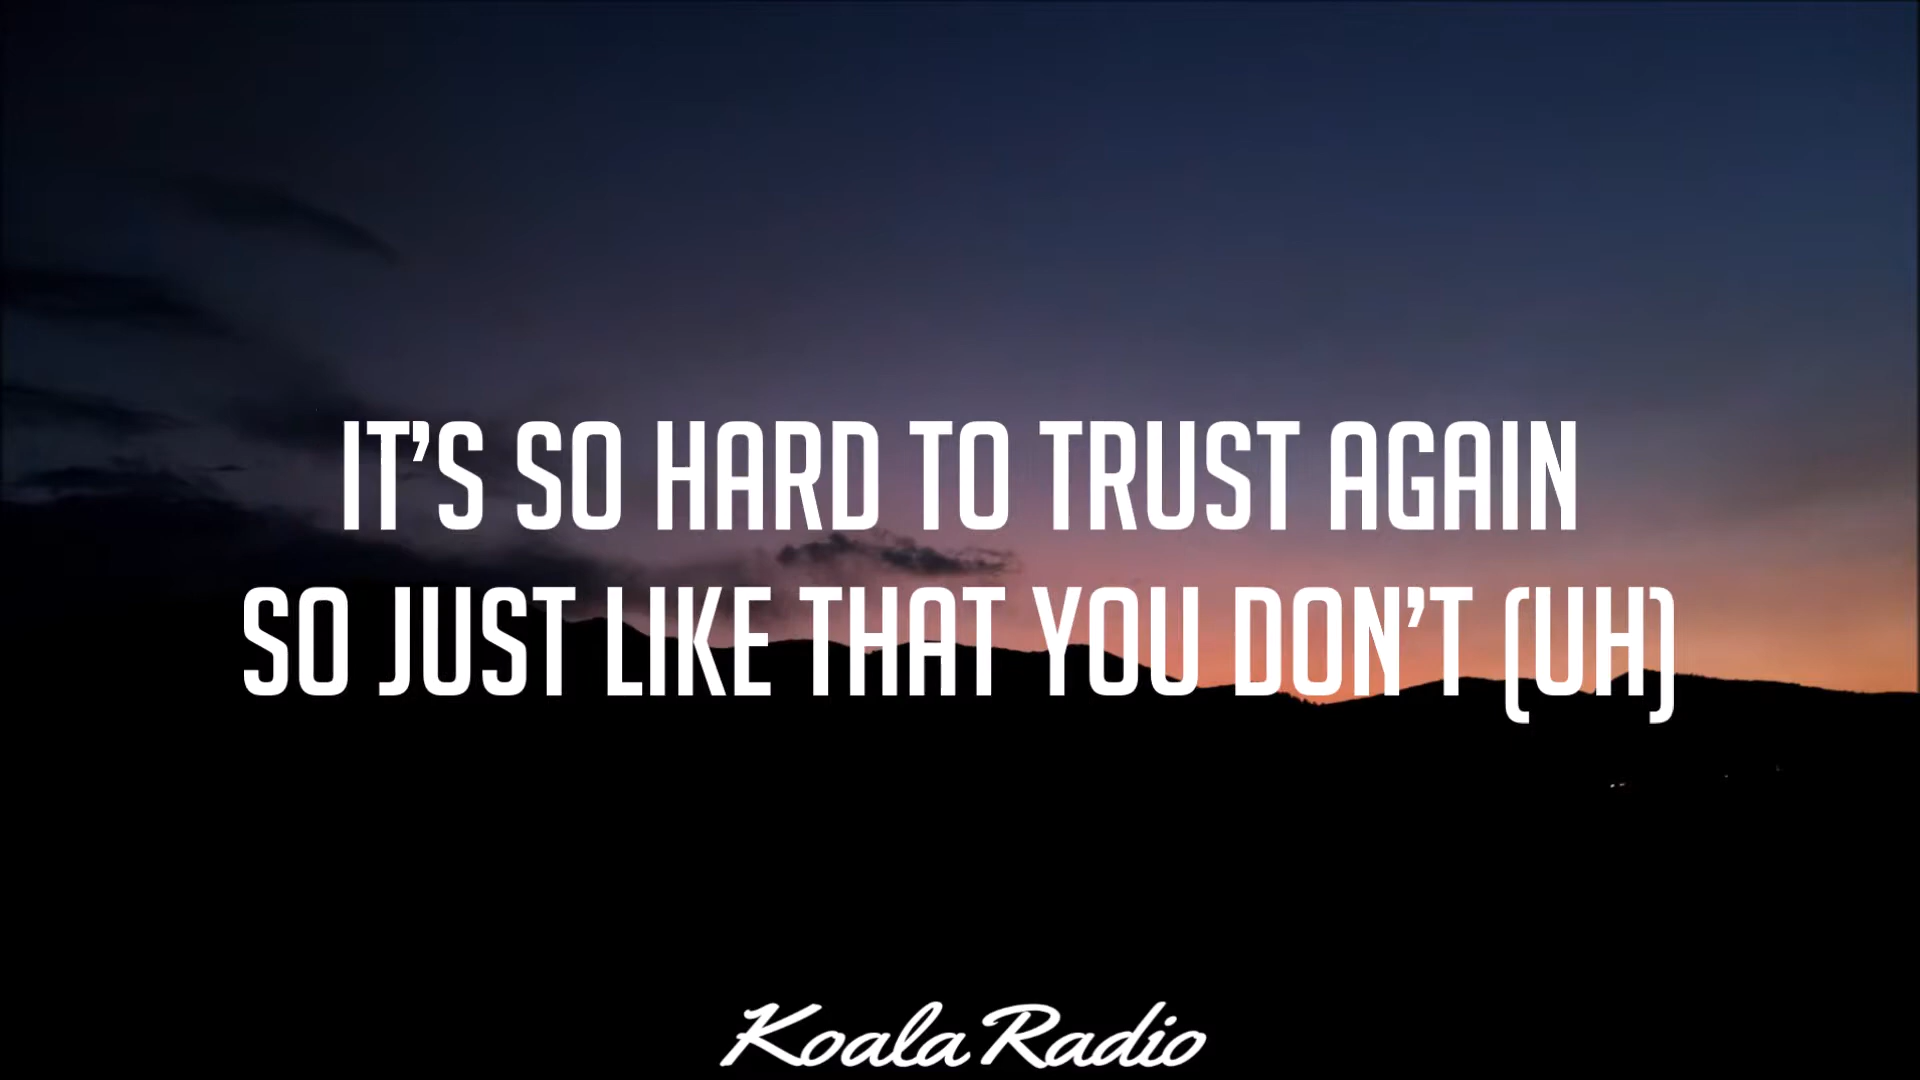 IT'S SO HARD TO TRUST AGAIN
SO JUST LIKE THAT YOU DON'T (UH)
Koala Radio